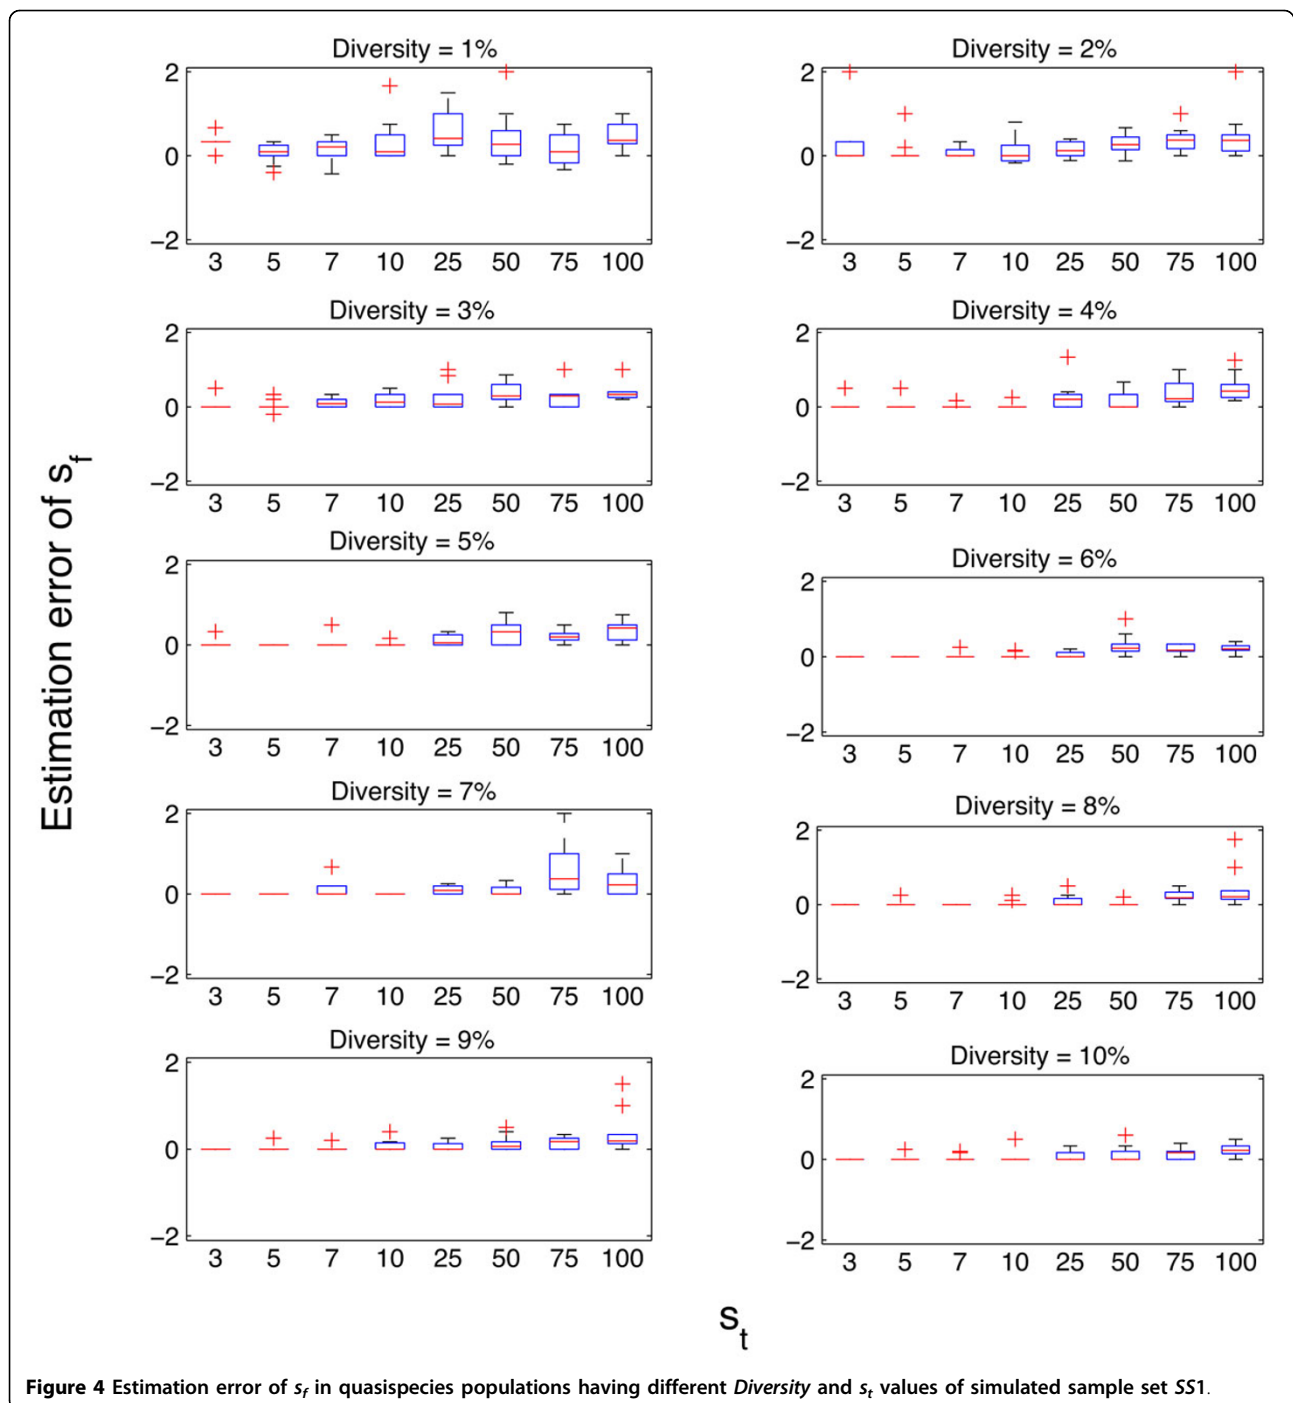 Diversity = 1%
2
0
−2
3 5 7 10 25 50 75 100
Diversity = 2%
2
0
−2
3 5 7 10 25 50 75 100
Diversity = 3%
2
0
−2
3 5 7 10 25 50 75 100
Diversity = 4%
2
0
−2
3 5 7 10 25 50 75 100
Diversity = 5%
2
0
−2
3 5 7 10 25 50 75 100
Diversity = 6%
2
0
−2
3 5 7 10 25 50 75 100
Diversity = 7%
2
0
−2
3 5 7 10 25 50 75 100
Diversity = 8%
2
0
−2
3 5 7 10 25 50 75 100
Diversity = 9%
2
0
−2
3 5 7 10 25 50 75 100
Diversity = 10%
2
0
−2
3 5 7 10 25 50 75 100
Estimation error of s_f
s_t
Figure 4 Estimation error of s_f in quasispecies populations having different Diversity and s_t values of simulated sample set SS1.